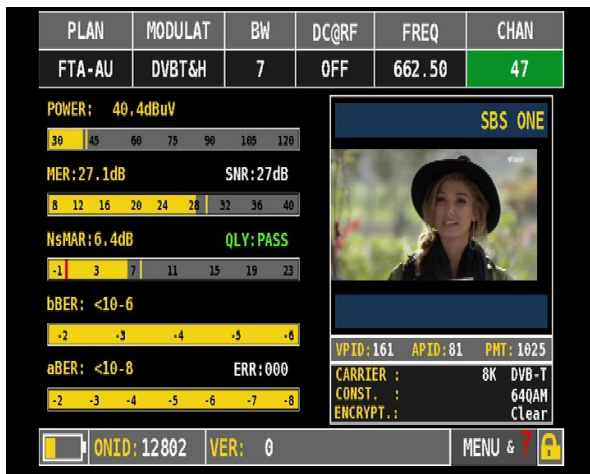 PLAN MODULAT BW DC@RF FREQ CHAN
FTA-AU DVBT&H 7 OFF 662.50 47
POWER: 40.4dBuV
30 45 60 75 90 105 120
MER:27.1dB SNR:27dB
8 12 16 20 24 28 32 36 40
NsMAR:6.4dB QLY:PASS
-1 3 7 11 15 19 23
bBER: <10-6
-2 -3 -4 -5 -6
aBER: <10-8 ERR:000
-2 -3 -4 -5 -6 -7 -8
SBS ONE
VPID:161 APID:81 PMT:1025
CARRIER : 8K DVB-T
CONST. : 64QAM
ENCRYPT.: Clear
ONID:12802 VER: 0 MENU & ?